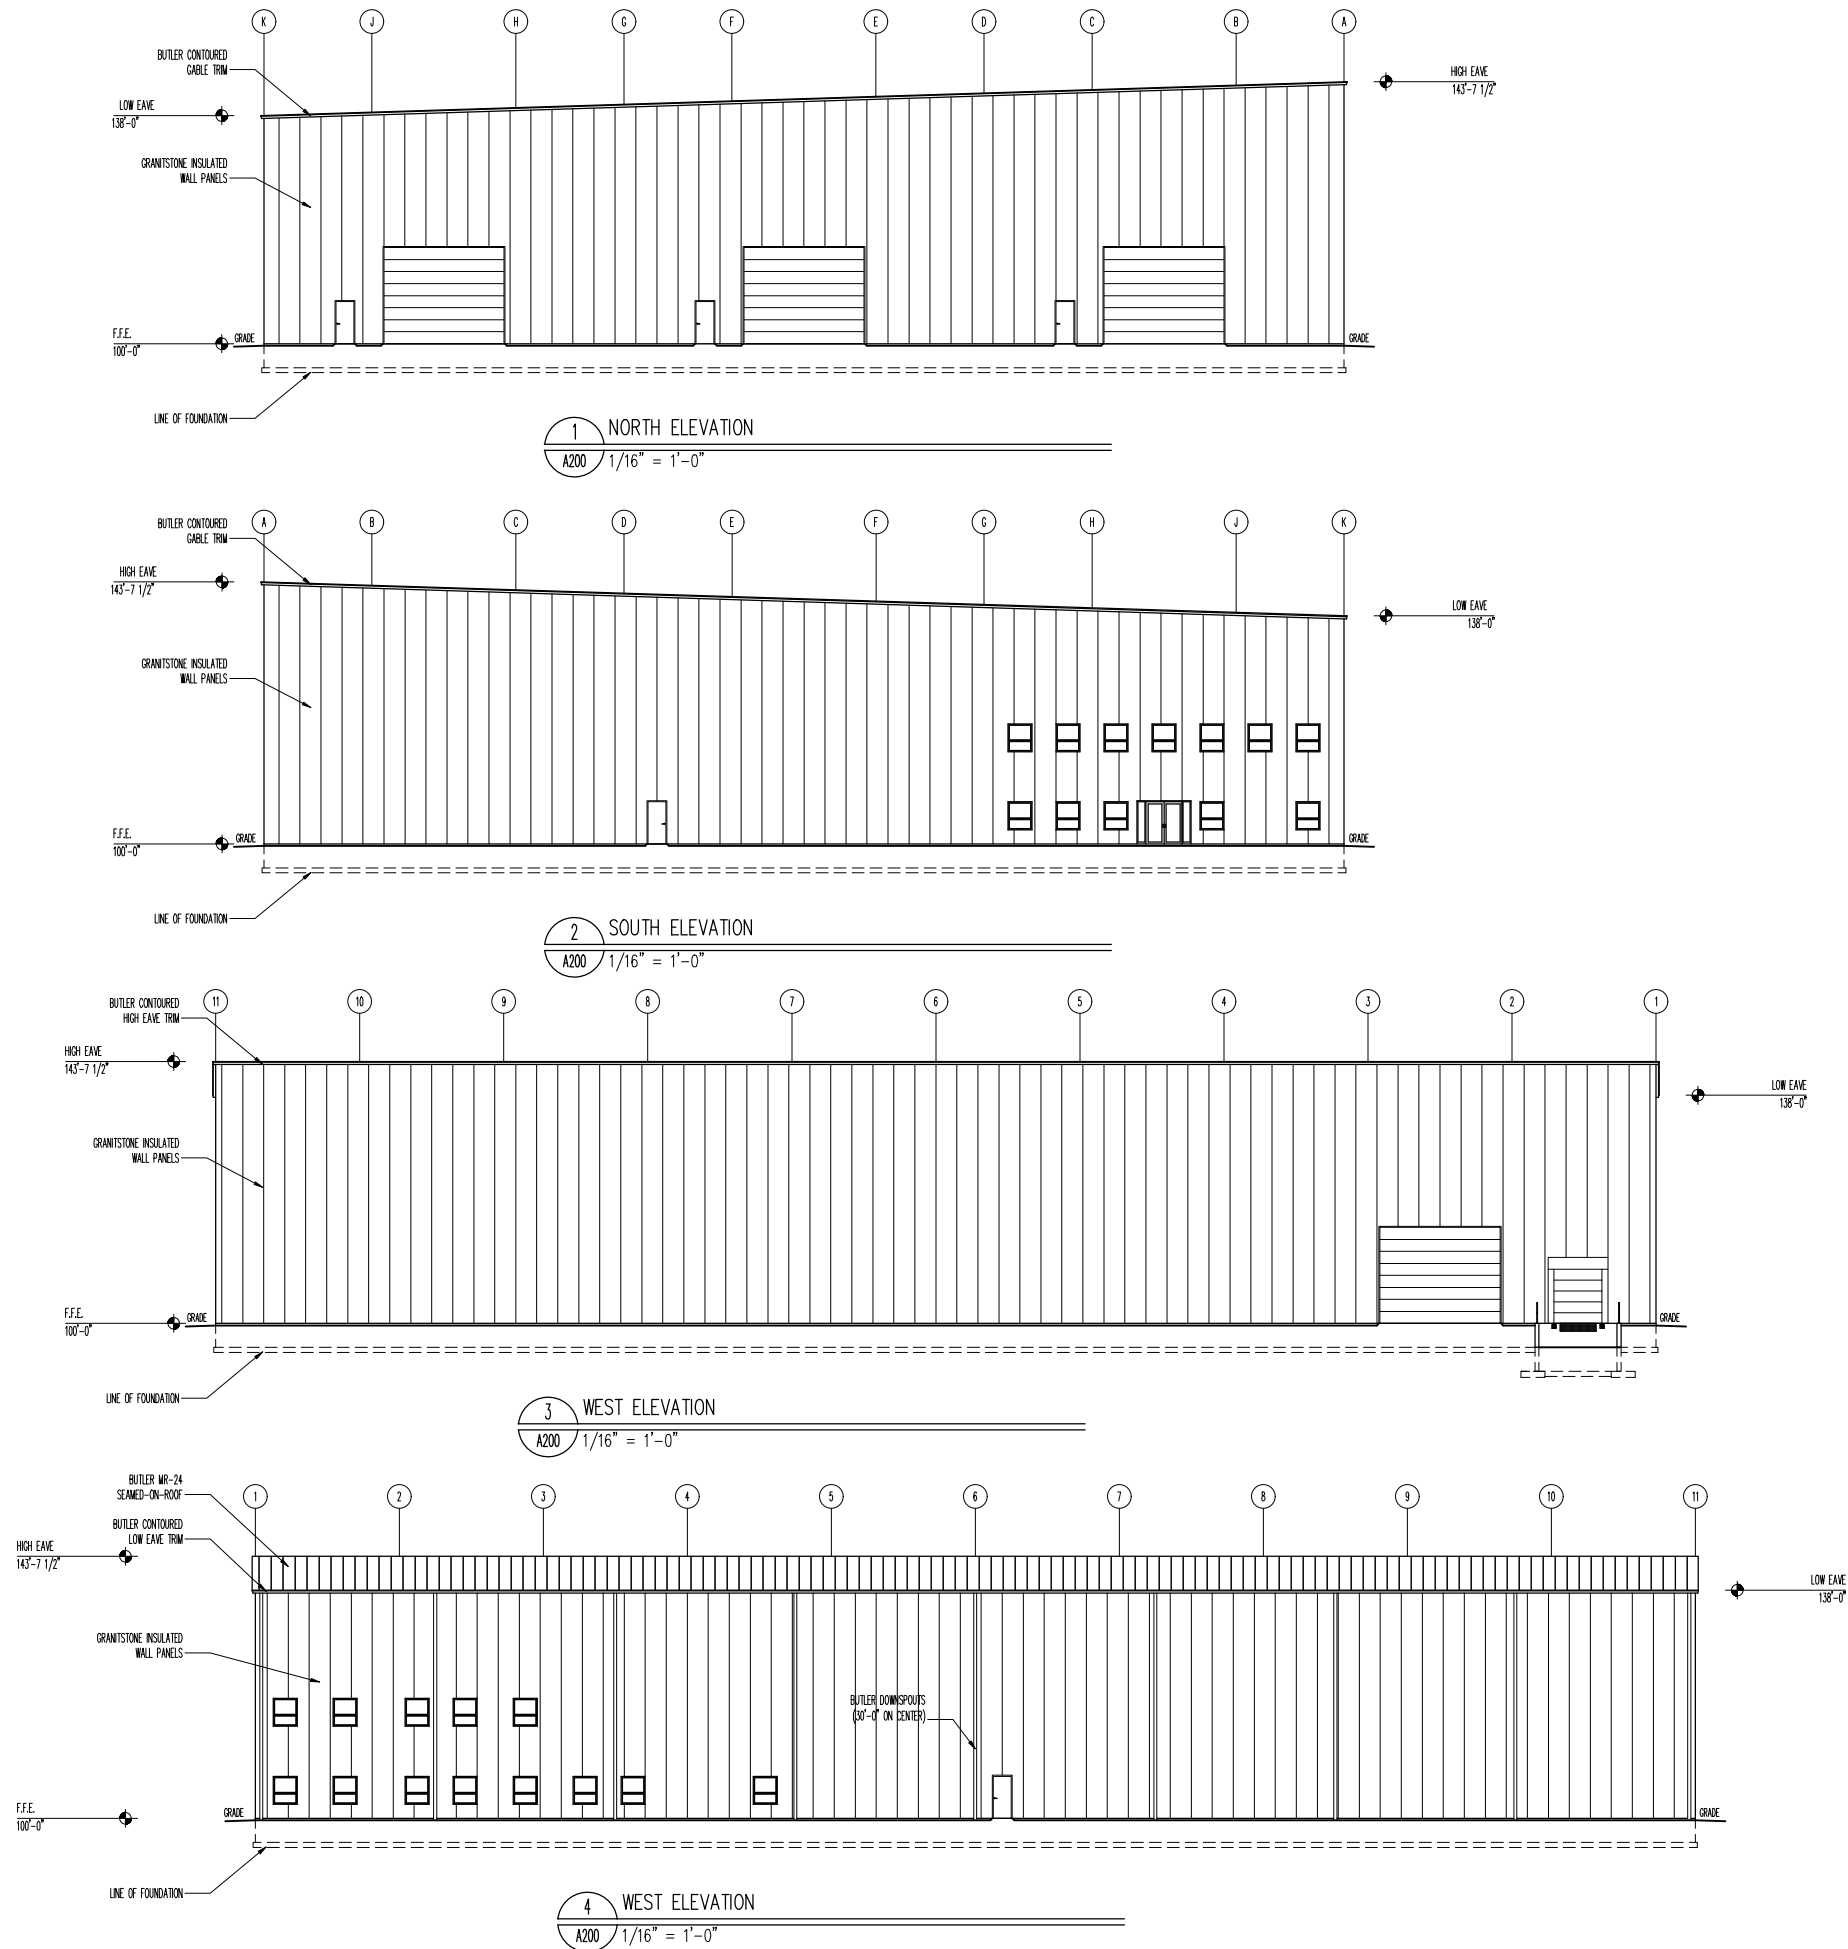 K J H G F E D C B A
BUTLER CONTOURED
GABLE TRIM
HIGH EAVE
143'-7 1/2"
LOW EAVE
138'-0"
GRANITSTONE INSULATED
WALL PANELS
F.F.E.
100'-0"
GRADE
GRADE
LINE OF FOUNDATION
1 NORTH ELEVATION
A200 1/16" = 1'-0"
A B C D E F G H J K
BUTLER CONTOURED
GABLE TRIM
HIGH EAVE
143'-7 1/2"
LOW EAVE
138'-0"
GRANITSTONE INSULATED
WALL PANELS
F.F.E.
100'-0"
GRADE
GRADE
LINE OF FOUNDATION
2 SOUTH ELEVATION
A200 1/16" = 1'-0"
11 10 9 8 7 6 5 4 3 2 1
BUTLER CONTOURED
HIGH EAVE TRIM
HIGH EAVE
143'-7 1/2"
LOW EAVE
138'-0"
GRANITSTONE INSULATED
WALL PANELS
F.F.E.
100'-0"
GRADE
GRADE
LINE OF FOUNDATION
3 WEST ELEVATION
A200 1/16" = 1'-0"
BUTLER MR-24
SEAMED-ON-ROOF
1 2 3 4 5 6 7 8 9 10 11
BUTLER CONTOURED
LOW EAVE TRIM
HIGH EAVE
143'-7 1/2"
LOW EAVE
138'-0"
GRANITSTONE INSULATED
WALL PANELS
BUTLER DOWNSPOUTS
(30'-0" ON CENTER)
F.F.E.
100'-0"
GRADE
GRADE
LINE OF FOUNDATION
4 WEST ELEVATION
A200 1/16" = 1'-0"